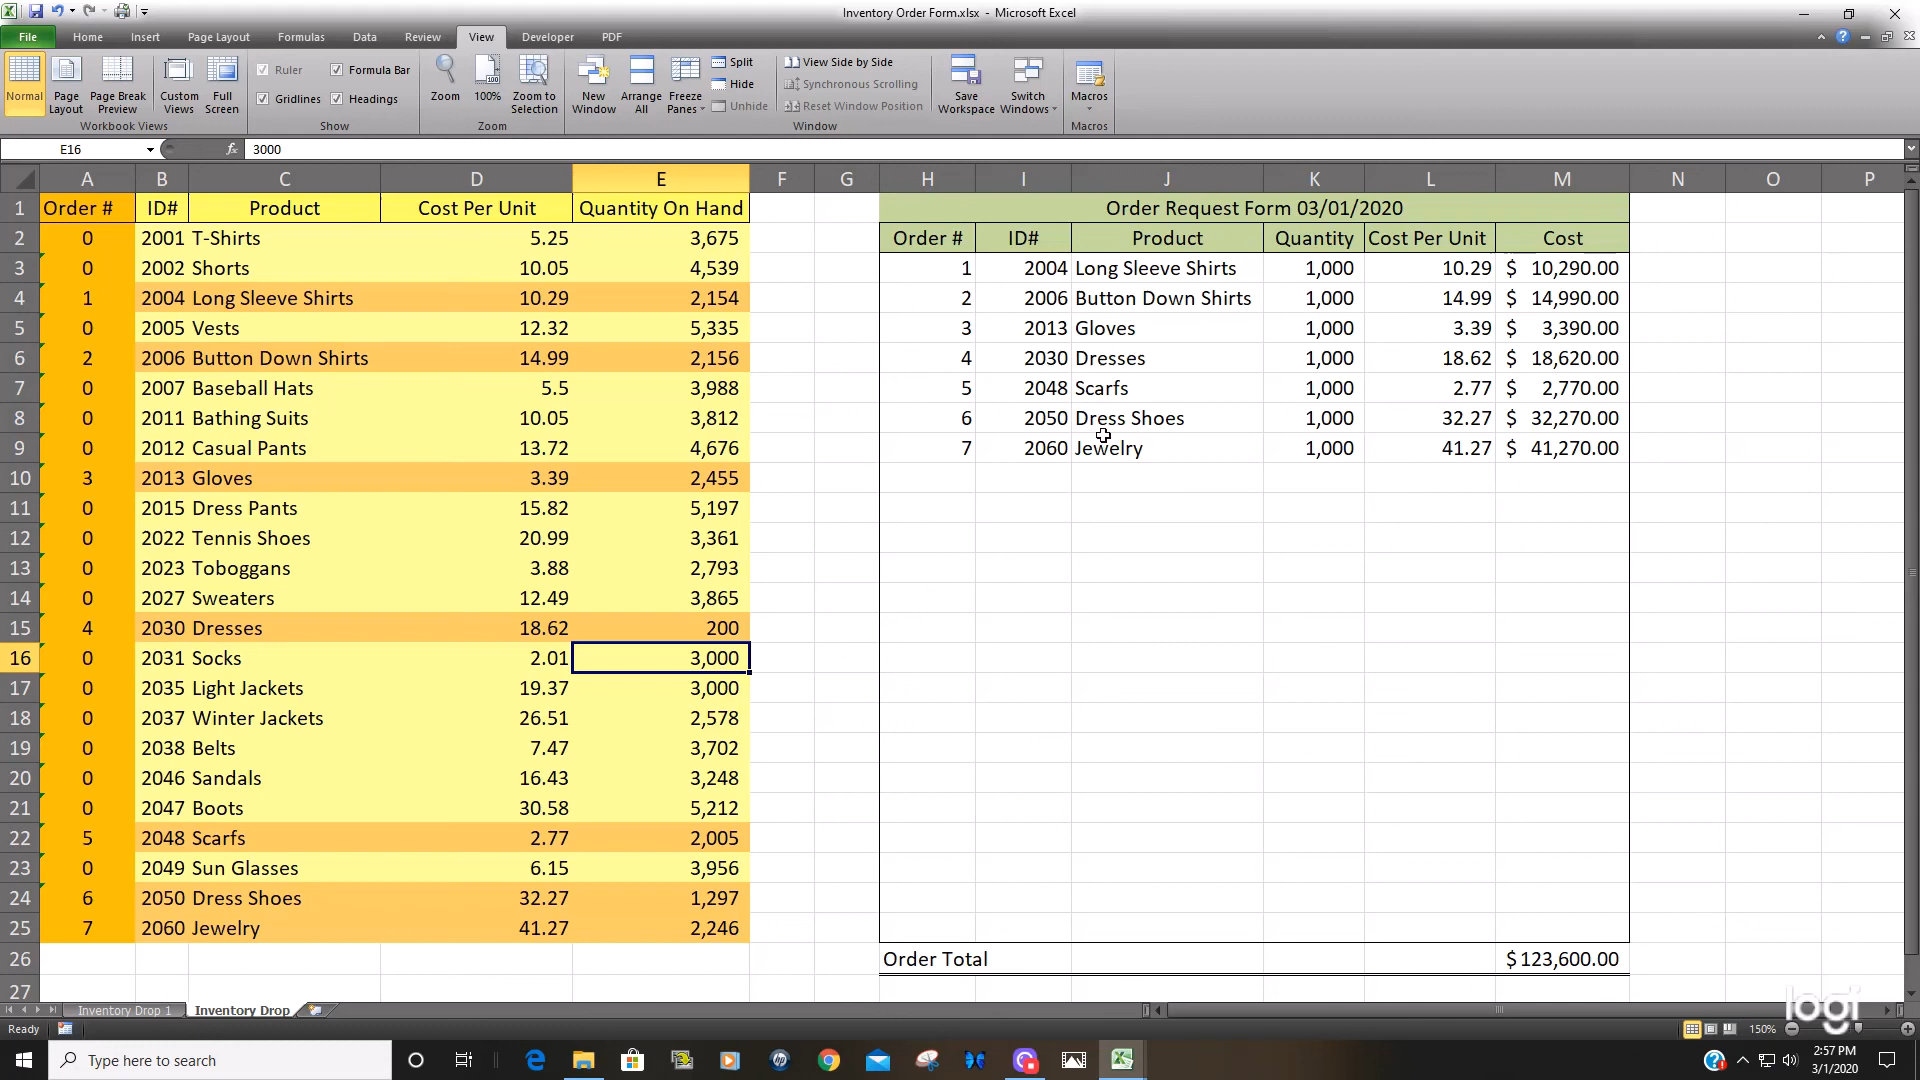 Inventory Order Form.xlsx - Microsoft Excel
File Home Insert Page Layout Formulas Data Review View Developer PDF
Normal Page Layout Page Break Preview Custom Views Full Screen
Workbook Views
Ruler Formula Bar
Gridlines Headings
Show
Zoom 100% Zoom to Selection
Zoom
New Window Arrange All Freeze Panes
Split
Hide
Unhide
View Side by Side
Synchronous Scrolling
Reset Window Position
Window
Save Workspace Switch Windows
Macros
Macros
E16 fx 3000
A B C D E F G H I J K L M N O P
1 Order # ID# Product Cost Per Unit Quantity On Hand Order Request Form 03/01/2020
2 0 2001 T-Shirts 5.25 3,675 Order # ID# Product Quantity Cost Per Unit Cost
3 0 2002 Shorts 10.05 4,539 1 2004 Long Sleeve Shirts 1,000 10.29 $ 10,290.00
4 1 2004 Long Sleeve Shirts 10.29 2,154 2 2006 Button Down Shirts 1,000 14.99 $ 14,990.00
5 0 2005 Vests 12.32 5,335 3 2013 Gloves 1,000 3.39 $ 3,390.00
6 2 2006 Button Down Shirts 14.99 2,156 4 2030 Dresses 1,000 18.62 $ 18,620.00
7 0 2007 Baseball Hats 5.5 3,988 5 2048 Scarfs 1,000 2.77 $ 2,770.00
8 0 2011 Bathing Suits 10.05 3,812 6 2050 Dress Shoes 1,000 32.27 $ 32,270.00
9 0 2012 Casual Pants 13.72 4,676 7 2060 Jewelry 1,000 41.27 $ 41,270.00
10 3 2013 Gloves 3.39 2,455
11 0 2015 Dress Pants 15.82 5,197
12 0 2022 Tennis Shoes 20.99 3,361
13 0 2023 Toboggans 3.88 2,793
14 0 2027 Sweaters 12.49 3,865
15 4 2030 Dresses 18.62 200
16 0 2031 Socks 2.01 3,000
17 0 2035 Light Jackets 19.37 3,000
18 0 2037 Winter Jackets 26.51 2,578
19 0 2038 Belts 7.47 3,702
20 0 2046 Sandals 16.43 3,248
21 0 2047 Boots 30.58 5,212
22 5 2048 Scarfs 2.77 2,005
23 0 2049 Sun Glasses 6.15 3,956
24 6 2050 Dress Shoes 32.27 1,297
25 7 2060 Jewelry 41.27 2,246
26 Order Total $ 123,600.00
27
Inventory Drop 1 Inventory Drop
logi
Ready 150%
Type here to search
2:57 PM
3/1/2020